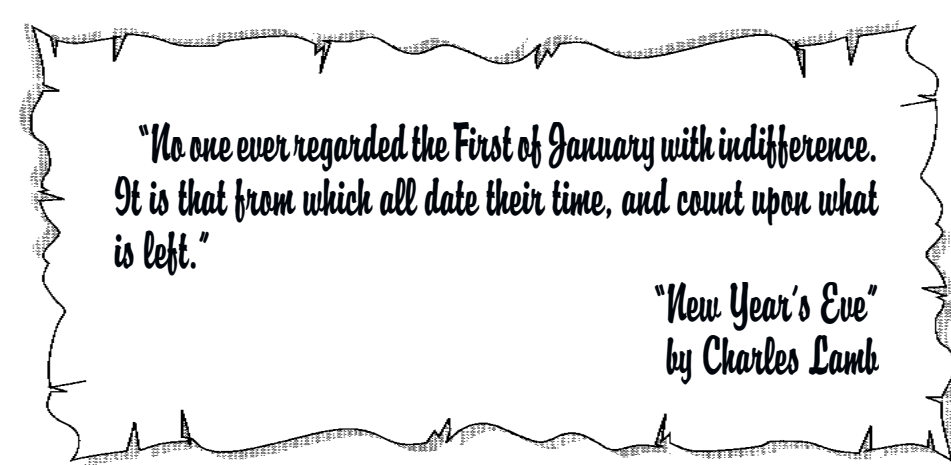 "No one ever regarded the First of January with indifference.
It is that from which all date their time, and count upon what
is left."
"New Year's Eve"
by Charles Lamb